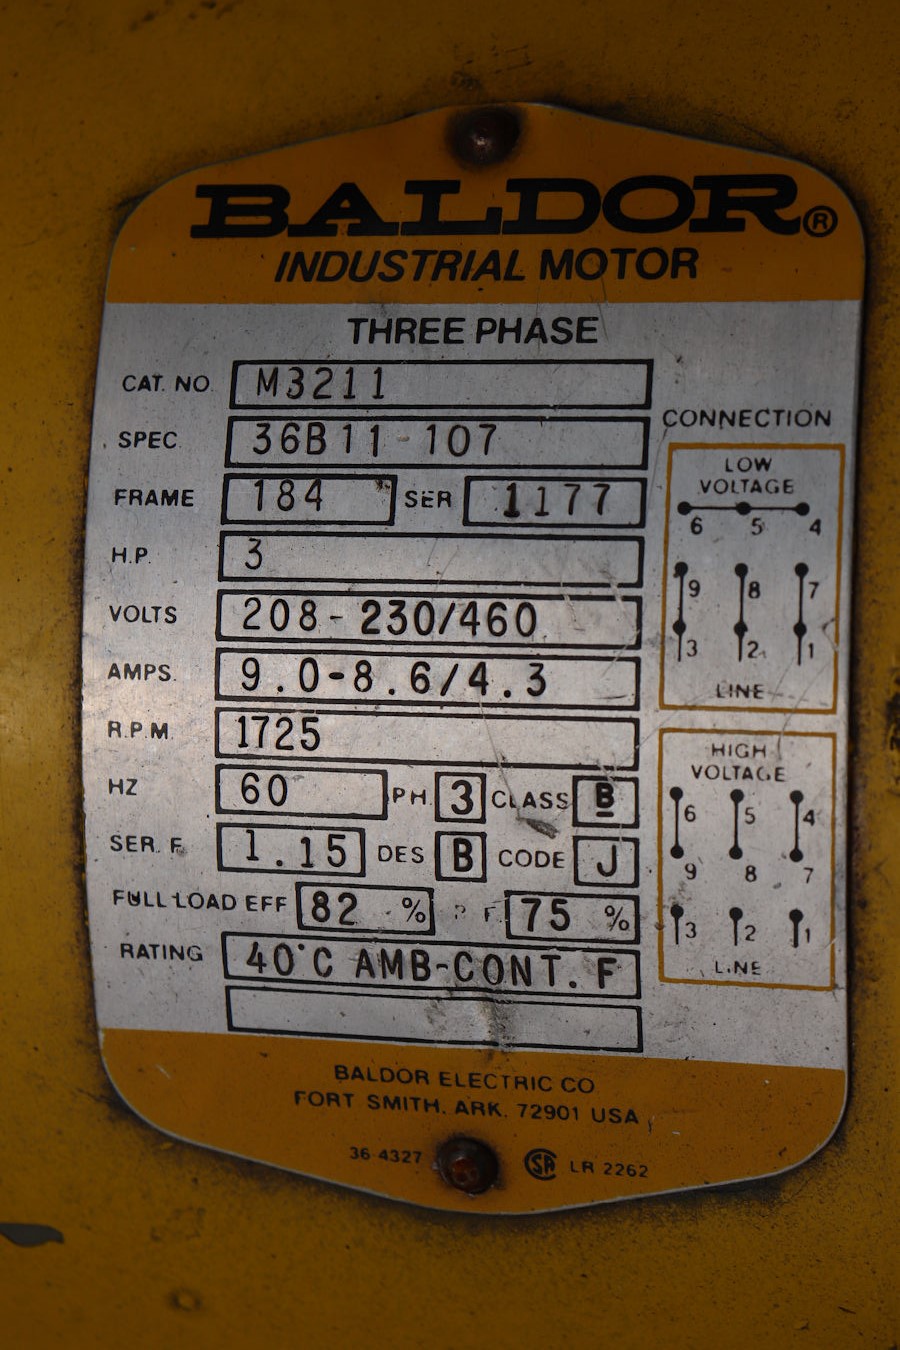 BALDOR®
INDUSTRIAL MOTOR
THREE PHASE
CAT. NO. M3211
SPEC. 36B11-107
FRAME 184 SER 1177
H.P. 3
VOLTS 208-230/460
AMPS. 9.0-8.6/4.3
R.P.M. 1725
HZ 60 PH. 3 CLASS B
SER. F. 1.15 DES B CODE J
FULL LOAD EFF 82 % P.F. 75 %
RATING 40°C AMB-CONT. F
CONNECTION
LOW
VOLTAGE
6 5 4
9 8 7
3 2 1
LINE
HIGH
VOLTAGE
6 5 4
9 8 7
3 2 1
LINE
BALDOR ELECTRIC CO
FORT SMITH, ARK. 72901 USA
36-4327 SA LR 2262